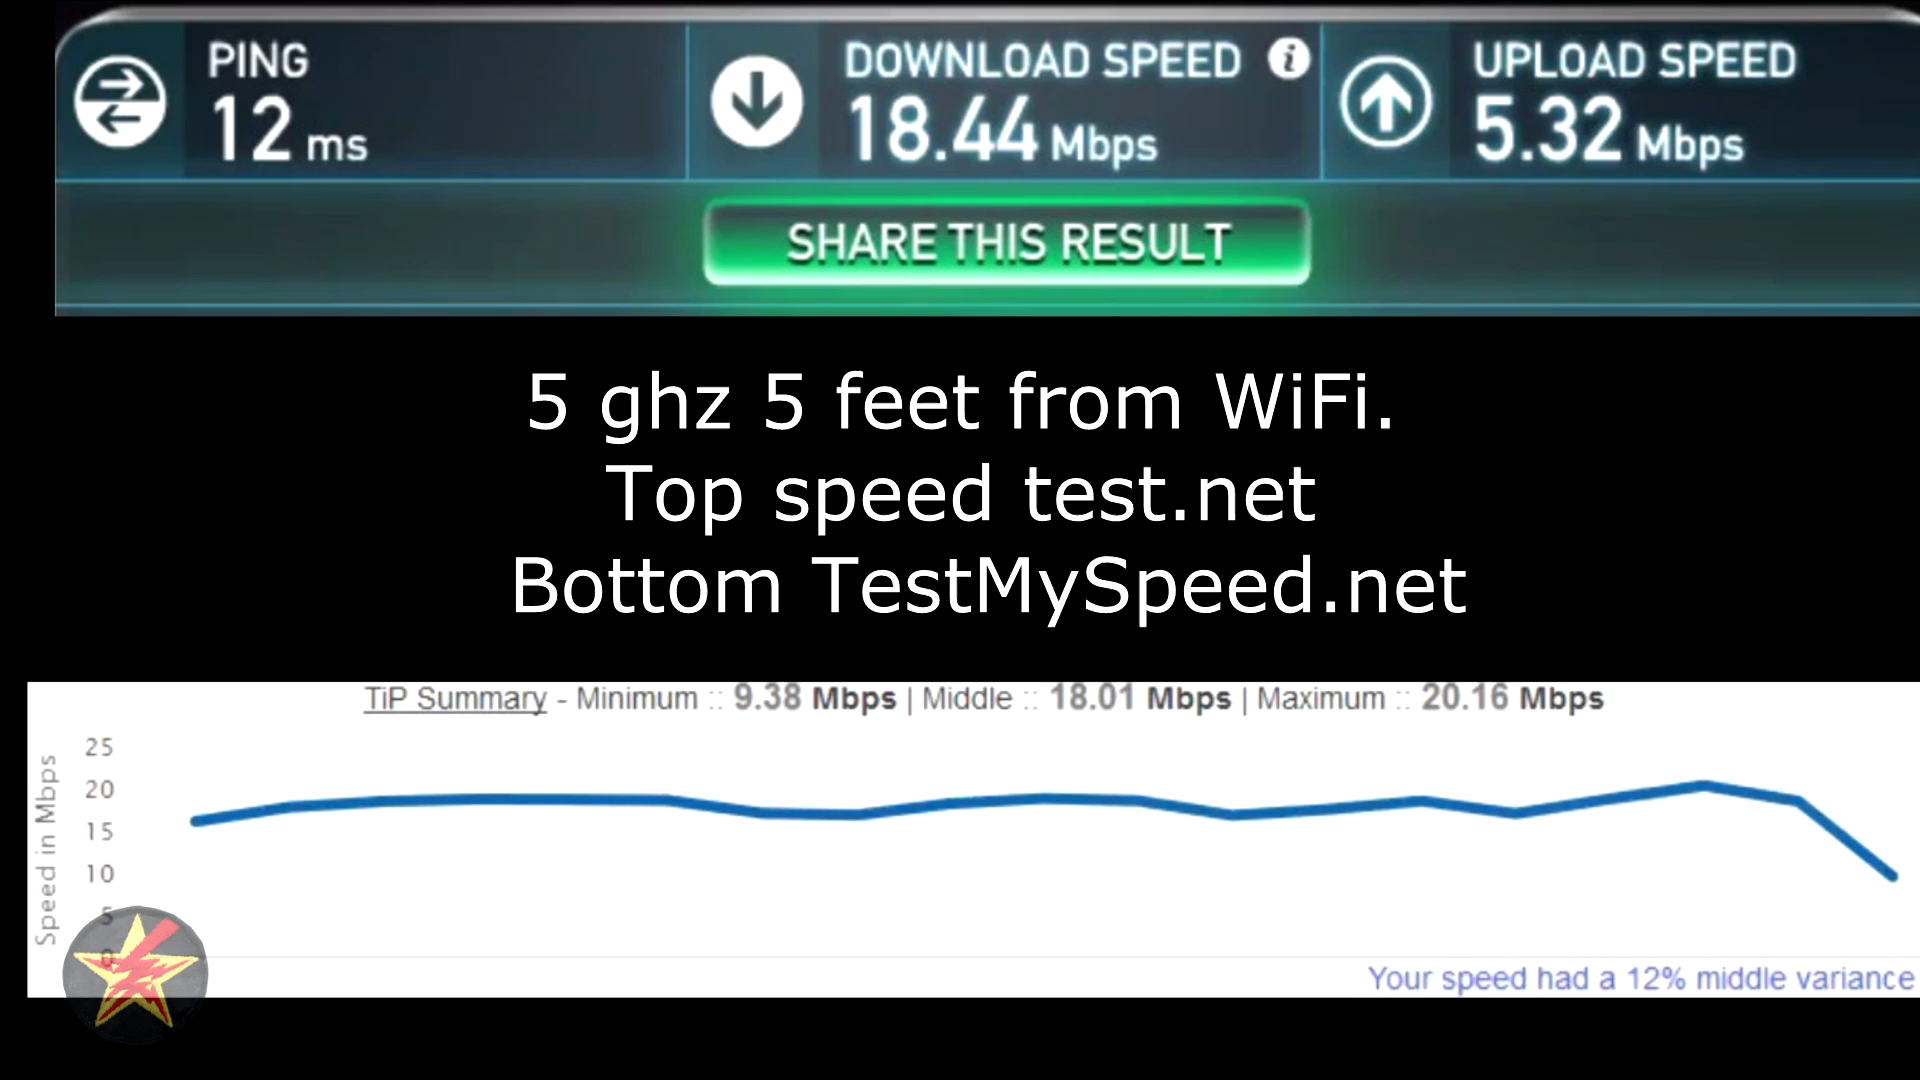 PING
12 ms
DOWNLOAD SPEED i
18.44 Mbps
UPLOAD SPEED
5.32 Mbps
SHARE THIS RESULT
5 ghz 5 feet from WiFi.
Top speed test.net
Bottom TestMySpeed.net
TiP Summary - Minimum :: 9.38 Mbps | Middle :: 18.01 Mbps | Maximum :: 20.16 Mbps
Speed in Mbps
25
20
15
10
5
0
Your speed had a 12% middle variance